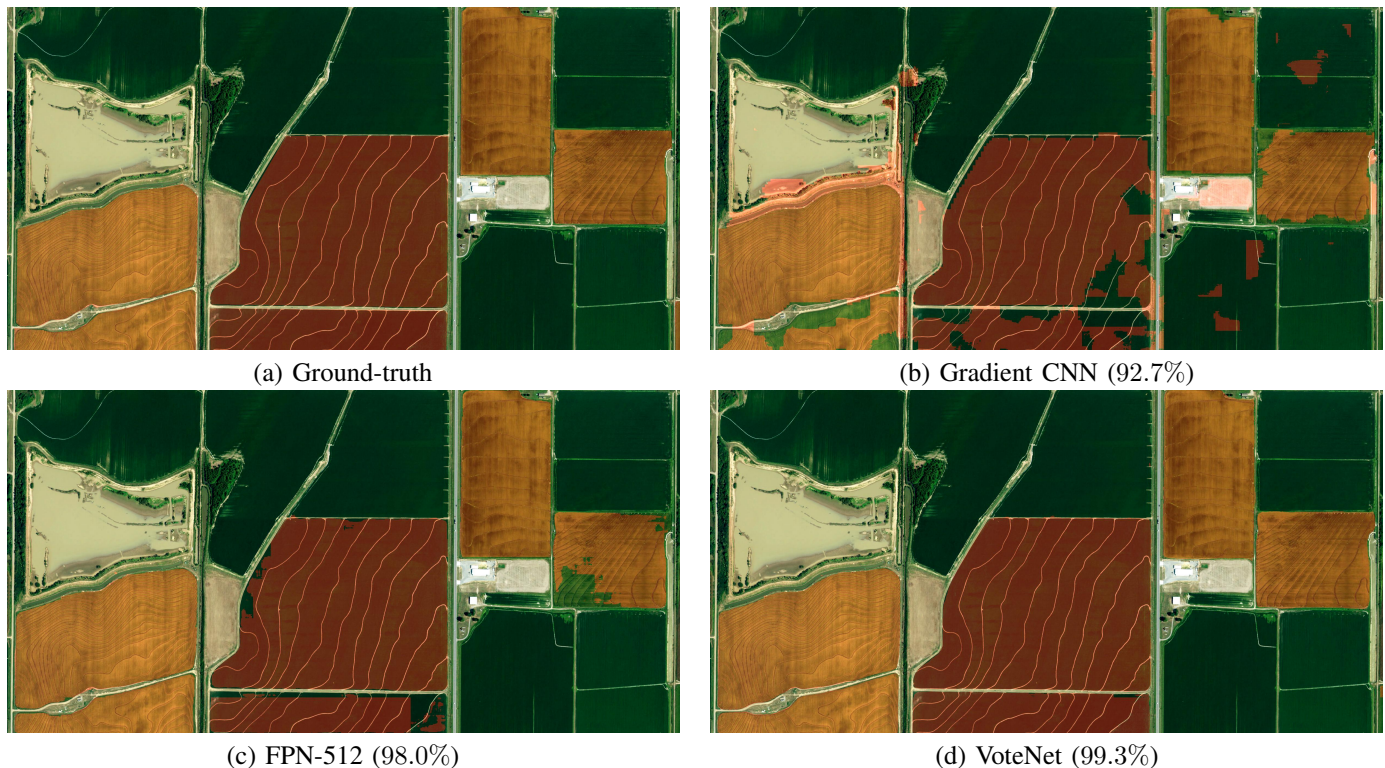 (a) Ground-truth
(b) Gradient CNN (92.7%)
(c) FPN-512 (98.0%)
(d) VoteNet (99.3%)